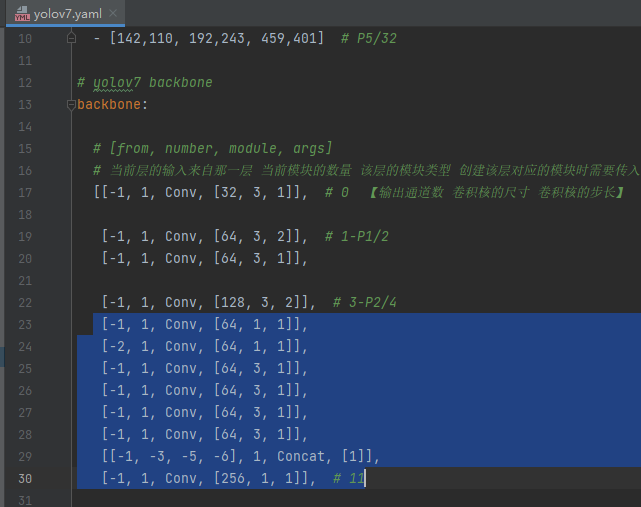 yolov7.yaml
10 - [142,110, 192,243, 459,401] # P5/32
11
12 # yolov7 backbone
13 backbone:
14
15 # [from, number, module, args]
16 # 当前层的输入来自那一层 当前模块的数量 该层的模块类型 创建该层对应的模块时需要传入
17 [[-1, 1, Conv, [32, 3, 1]], # 0 【输出通道数 卷积核的尺寸 卷积核的步长】
18
19 [-1, 1, Conv, [64, 3, 2]], # 1-P1/2
20 [-1, 1, Conv, [64, 3, 1]],
21
22 [-1, 1, Conv, [128, 3, 2]], # 3-P2/4
23 [-1, 1, Conv, [64, 1, 1]],
24 [-2, 1, Conv, [64, 1, 1]],
25 [-1, 1, Conv, [64, 3, 1]],
26 [-1, 1, Conv, [64, 3, 1]],
27 [-1, 1, Conv, [64, 3, 1]],
28 [-1, 1, Conv, [64, 3, 1]],
29 [[-1, -3, -5, -6], 1, Concat, [1]],
30 [-1, 1, Conv, [256, 1, 1]], # 11
31